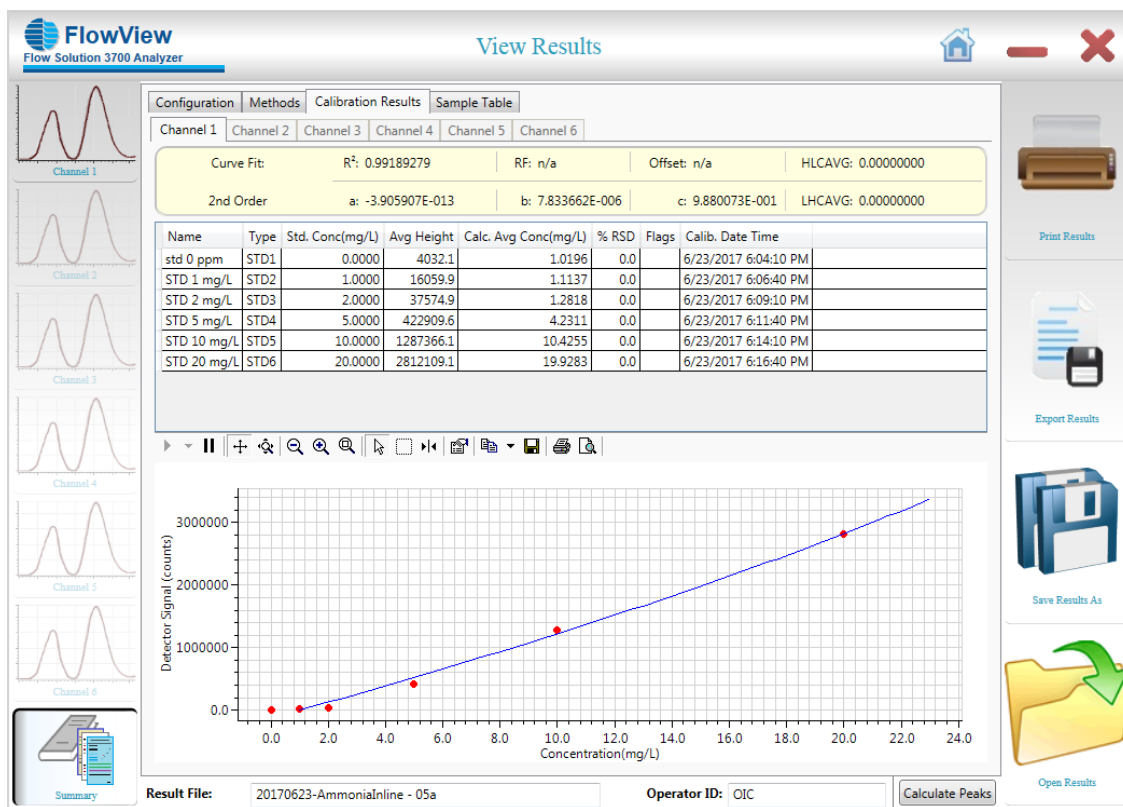 FlowView
Flow Solution 3700 Analyzer
View Results
Channel 1
Channel 2
Channel 3
Channel 4
Channel 5
Channel 6
Summary
Configuration Methods Calibration Results Sample Table
Channel 1 Channel 2 Channel 3 Channel 4 Channel 5 Channel 6
Curve Fit: R²: 0.99189279 RF: n/a Offset: n/a HLCAVG: 0.00000000
2nd Order a: -3.905907E-013 b: 7.833662E-006 c: 9.880073E-001 LHCAVG: 0.00000000
Name Type Std. Conc(mg/L) Avg Height Calc. Avg Conc(mg/L) % RSD Flags Calib. Date Time
std 0 ppm STD1 0.0000 4032.1 1.0196 0.0 6/23/2017 6:04:10 PM
STD 1 mg/L STD2 1.0000 16059.9 1.1137 0.0 6/23/2017 6:06:40 PM
STD 2 mg/L STD3 2.0000 37574.9 1.2818 0.0 6/23/2017 6:09:10 PM
STD 5 mg/L STD4 5.0000 422909.6 4.2311 0.0 6/23/2017 6:11:40 PM
STD 10 mg/L STD5 10.0000 1287366.1 10.4255 0.0 6/23/2017 6:14:10 PM
STD 20 mg/L STD6 20.0000 2812109.1 19.9283 0.0 6/23/2017 6:16:40 PM
Detector Signal (counts)
3000000
2000000
1000000
0.0
0.0 2.0 4.0 6.0 8.0 10.0 12.0 14.0 16.0 18.0 20.0 22.0 24.0
Concentration(mg/L)
Result File: 20170623-AmmoniaInline - 05a Operator ID: OIC Calculate Peaks
Print Results
Export Results
Save Results As
Open Results